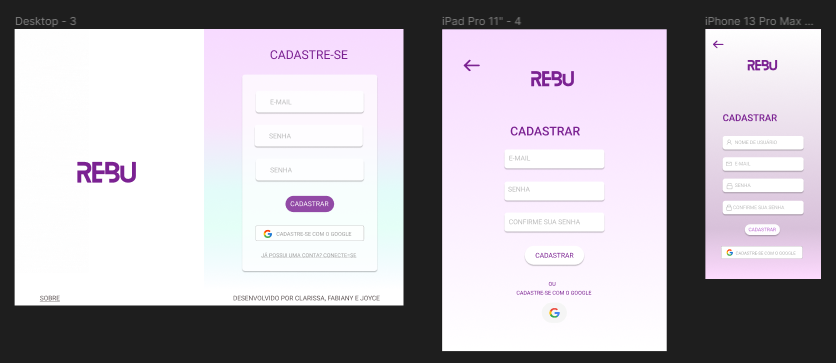 Desktop - 3
REBU
CADASTRE-SE
E-MAIL
SENHA
SENHA
CADASTRAR
CADASTRE-SE COM O GOOGLE
JÁ POSSUI UMA CONTA? CONECTE-SE
SOBRE
DESENVOLVIDO POR CLARISSA, FABIANY E JOYCE
iPad Pro 11" - 4
REBU
CADASTRAR
E-MAIL
SENHA
CONFIRME SUA SENHA
CADASTRAR
OU
CADASTRE SE COM O GOOGLE
iPhone 13 Pro Max ...
REBU
CADASTRAR
NOME DE USUÁRIO
E-MAIL
SENHA
CONFIRME SUA SENHA
CADASTRAR
CADASTRE-SE COM O GOOGLE